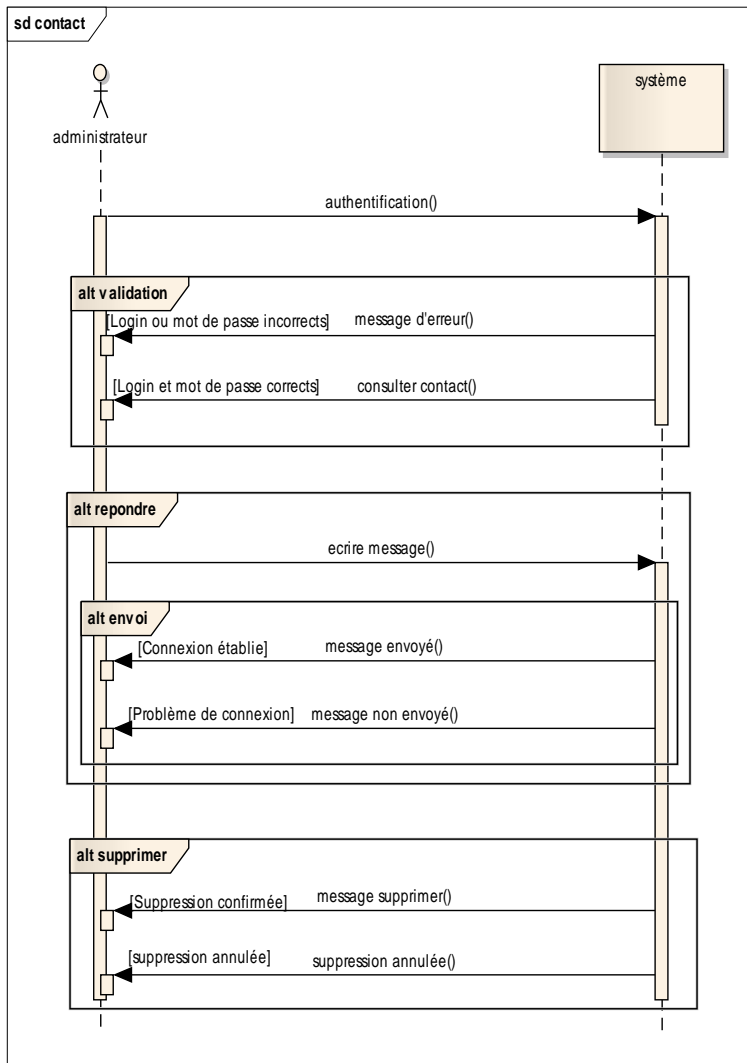 sd contact
système
administrateur
authentification()
alt validation
[Login ou mot de passe incorrects] message d'erreur()
[Login et mot de passe corrects] consulter contact()
alt repondre
ecrire message()
alt envoi
[Connexion établie] message envoyé()
[Problème de connexion] message non envoyé()
alt supprimer
[Suppression confirmée] message supprimer()
[suppression annulée] suppression annulée()